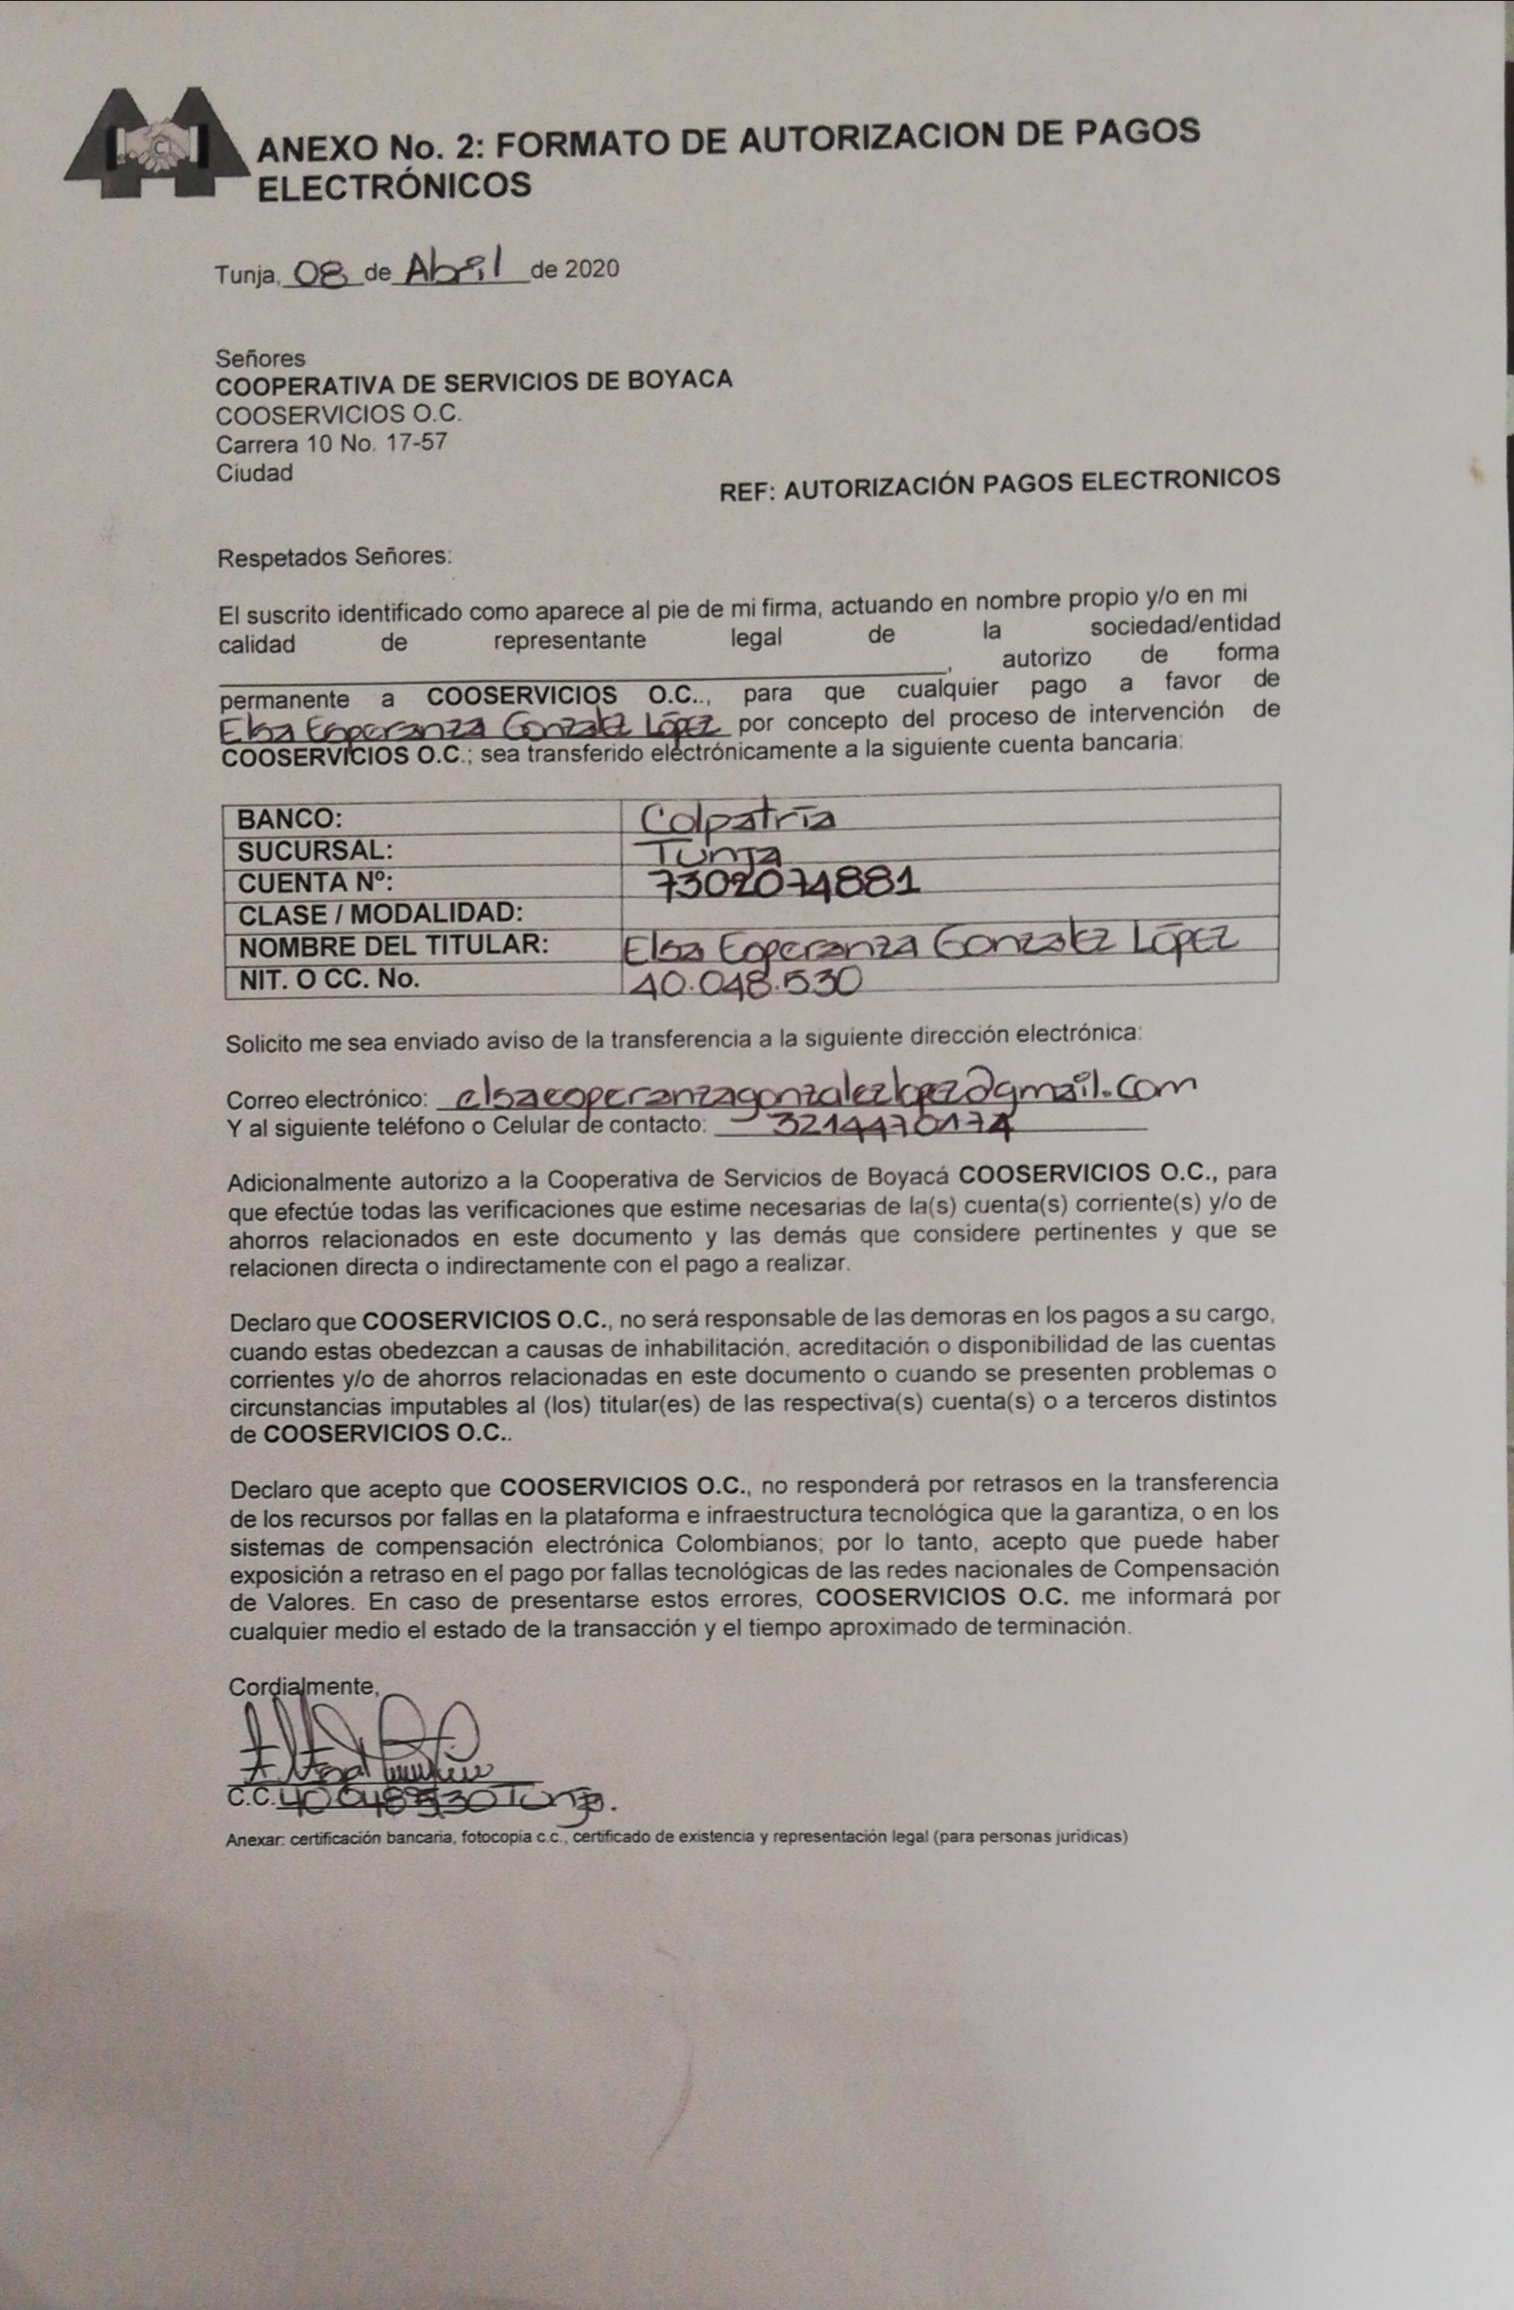 ANEXO No. 2: FORMATO DE AUTORIZACION DE PAGOS
ELECTRÓNICOS
Tunja, 08 de Abril de 2020
Señores
COOPERATIVA DE SERVICIOS DE BOYACA
COOSERVICIOS O.C.
Carrera 10 No. 17-57
Ciudad
REF: AUTORIZACIÓN PAGOS ELECTRONICOS
Respetados Señores:
El suscrito identificado como aparece al pie de mi firma, actuando en nombre propio y/o en mi
calidad de representante legal de la sociedad/entidad
, autorizo de forma
permanente a COOSERVICIOS O.C.., para que cualquier pago a favor de
Elsa Esperanza Gonzalez López por concepto del proceso de intervención de
COOSERVICIOS O.C.; sea transferido electrónicamente a la siguiente cuenta bancaria:
BANCO: Colpatria
SUCURSAL: Tunja
CUENTA Nº: 7302074881
CLASE / MODALIDAD:
NOMBRE DEL TITULAR: Elsa Esperanza Gonzalez López
NIT. O CC. No. 40.048.530
Solicito me sea enviado aviso de la transferencia a la siguiente dirección electrónica:
Correo electrónico: elsaesperanzagonzalezlopez@gmail.com
Y al siguiente teléfono o Celular de contacto: 3214470174
Adicionalmente autorizo a la Cooperativa de Servicios de Boyacá COOSERVICIOS O.C., para
que efectúe todas las verificaciones que estime necesarias de la(s) cuenta(s) corriente(s) y/o de
ahorros relacionados en este documento y las demás que considere pertinentes y que se
relacionen directa o indirectamente con el pago a realizar.
Declaro que COOSERVICIOS O.C., no será responsable de las demoras en los pagos a su cargo,
cuando estas obedezcan a causas de inhabilitación, acreditación o disponibilidad de las cuentas
corrientes y/o de ahorros relacionadas en este documento o cuando se presenten problemas o
circunstancias imputables al (los) titular(es) de las respectiva(s) cuenta(s) o a terceros distintos
de COOSERVICIOS O.C..
Declaro que acepto que COOSERVICIOS O.C., no responderá por retrasos en la transferencia
de los recursos por fallas en la plataforma e infraestructura tecnológica que la garantiza, o en los
sistemas de compensación electrónica Colombianos; por lo tanto, acepto que puede haber
exposición a retraso en el pago por fallas tecnológicas de las redes nacionales de Compensación
de Valores. En caso de presentarse estos errores, COOSERVICIOS O.C. me informará por
cualquier medio el estado de la transacción y el tiempo aproximado de terminación.
Cordialmente,
C.C. 40048530 Tunja.
Anexar: certificación bancaria, fotocopia c.c., certificado de existencia y representación legal (para personas jurídicas)